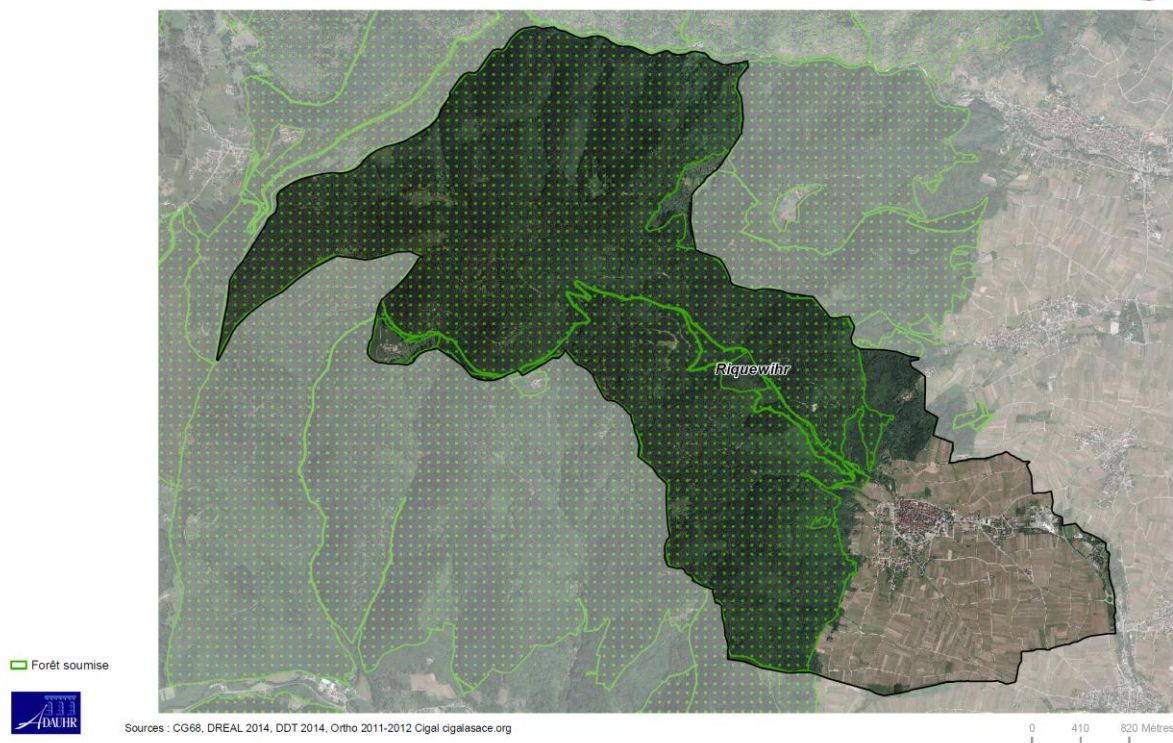 Riquewihr
Forêt soumise
ADAUHR
Sources : CG68, DREAL 2014, DDT 2014, Ortho 2011-2012 Cigal cigalasace.org
0 410 820 Mètres